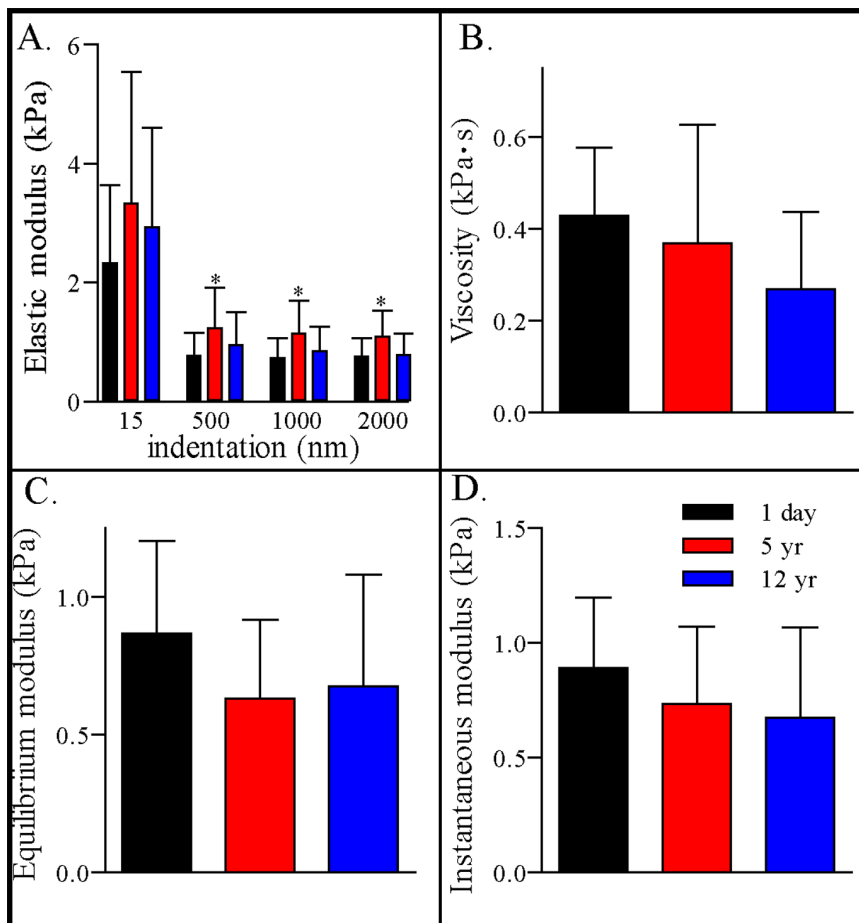 A.
Elastic modulus (kPa)
6
4
2
0
*
*
*
15 500 1000 2000
indentation (nm)
B.
Viscosity (kPa·s)
0.6
0.4
0.2
0.0
C.
Equilibriium modulus (kPa)
1.0
0.5
0.0
D.
Instantaneous modulus (kPa)
1.5
1.0
0.5
0.0
1 day
5 yr
12 yr